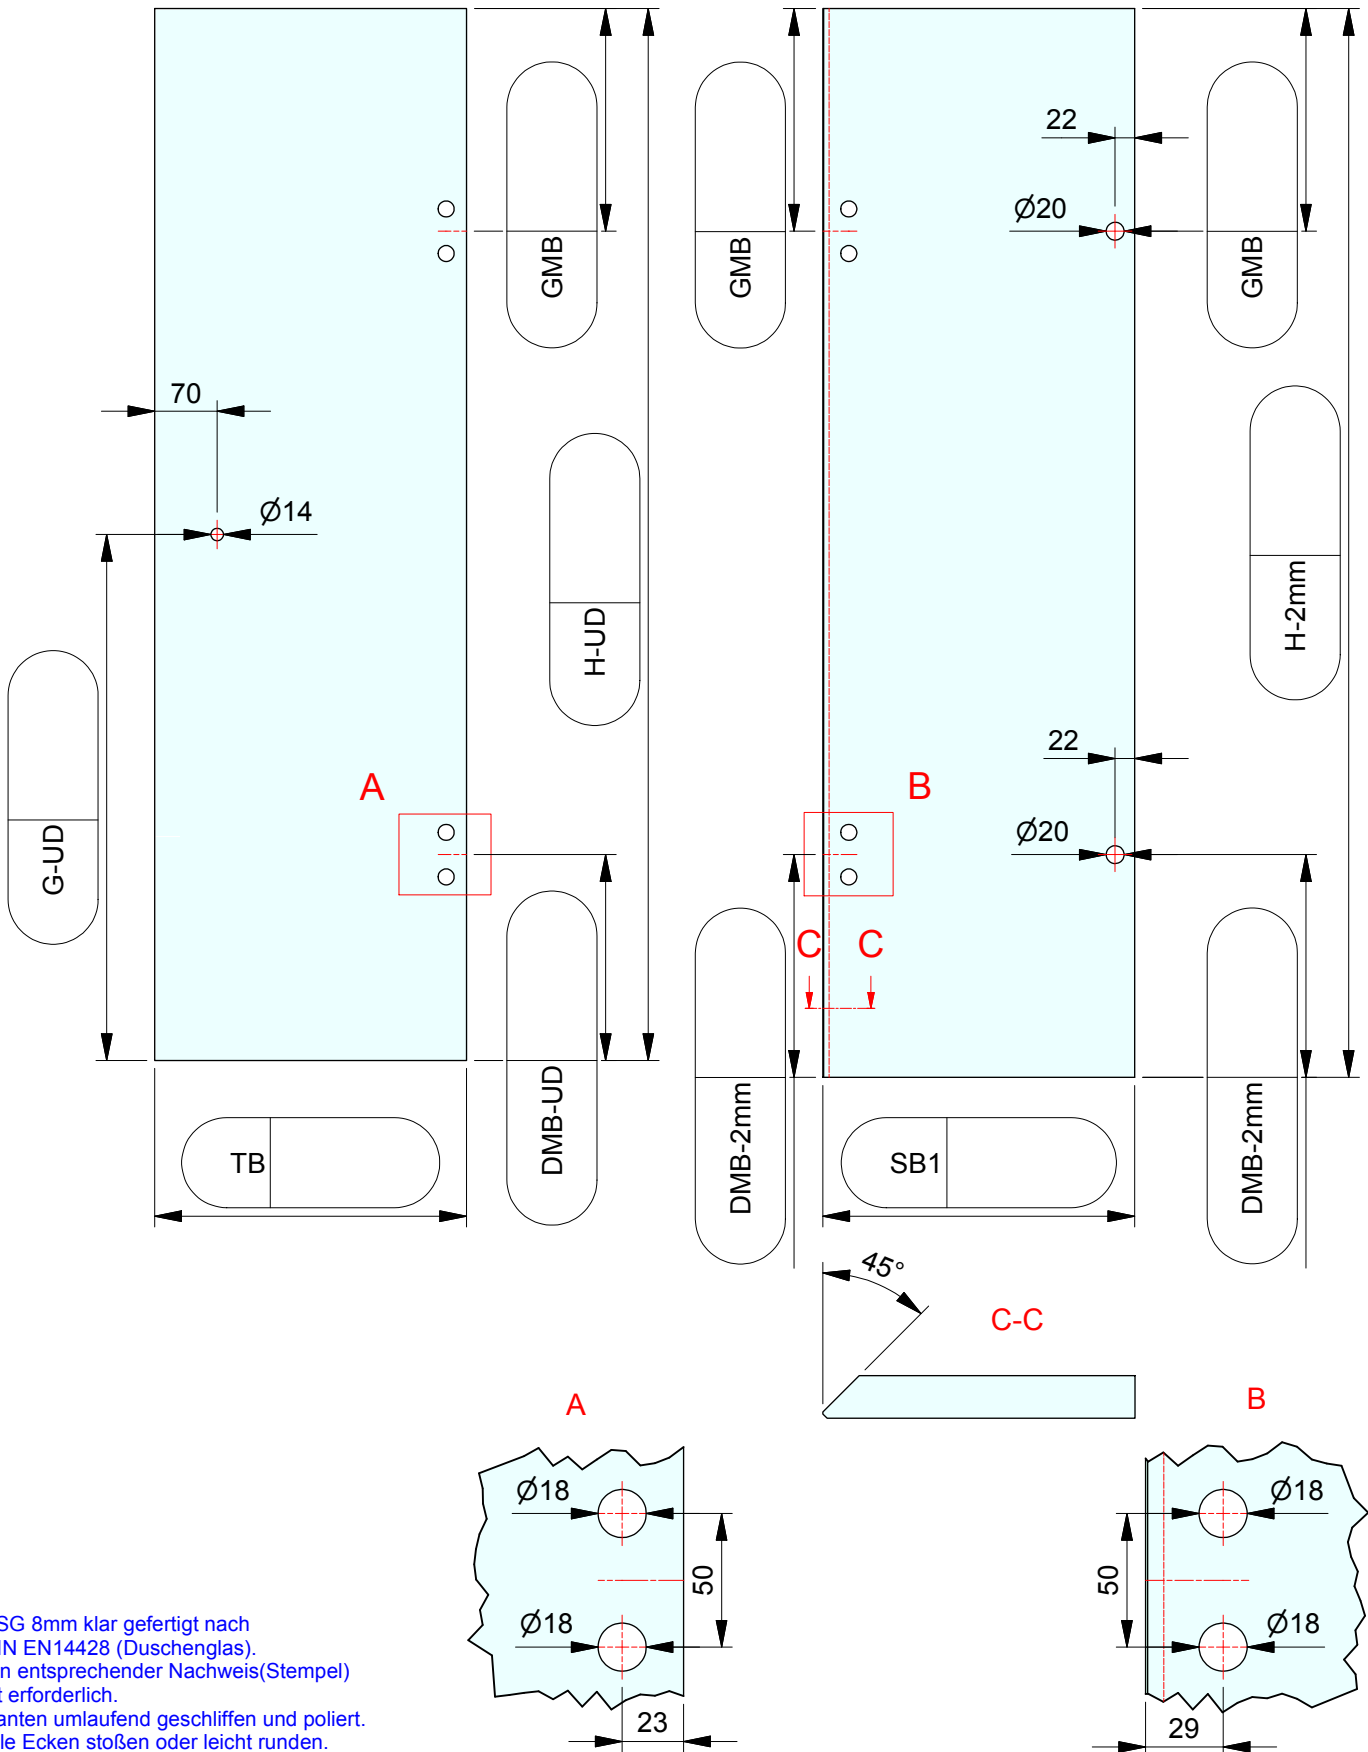 22
Ø20
GMB
GMB
GMB
70
Ø14
H-UD
H-2mm
G-UD
A
B
22
Ø20
C C
DMB-UD
DMB-2mm
DMB-2mm
TB
SB1
45°
C-C
A
B
Ø18
Ø18
50
50
Ø18
Ø18
23
29
SG 8mm klar gefertigt nach
IN EN14428 (Duschenglas).
n entsprechender Nachweis(Stempel)
t erforderlich.
anten umlaufend geschliffen und poliert.
le Ecken stoßen oder leicht runden.